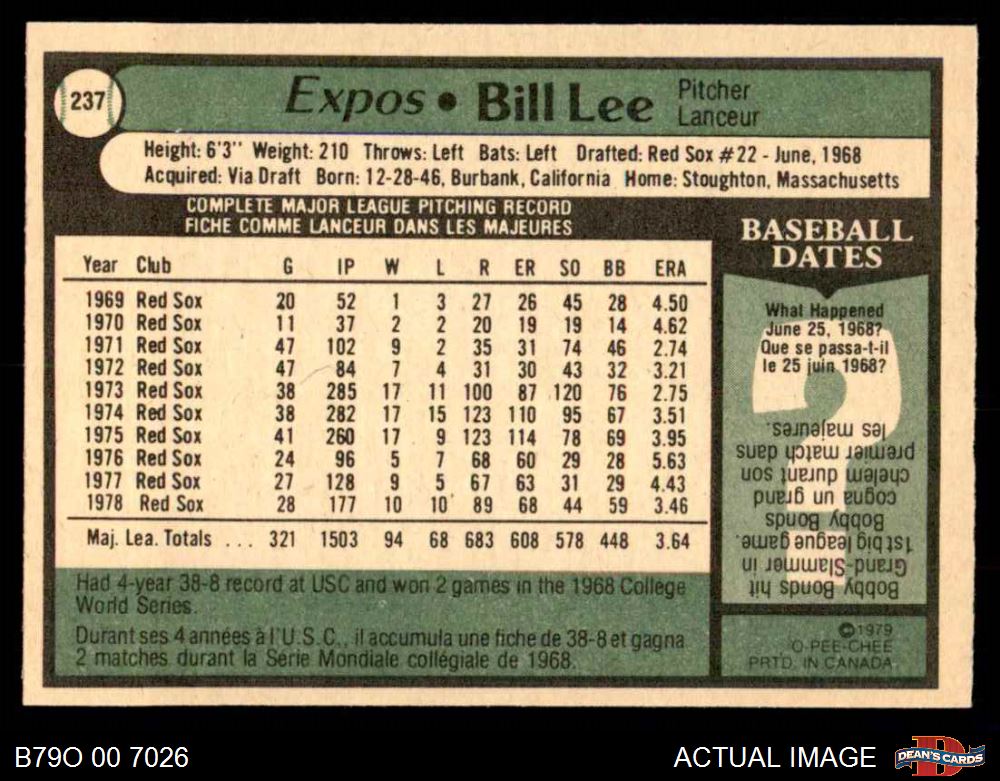 237
Expos • Bill Lee Pitcher
Lanceur
Height: 6'3" Weight: 210 Throws: Left Bats: Left Drafted: Red Sox #22 - June, 1968
Acquired: Via Draft Born: 12-28-46, Burbank, California Home: Stoughton, Massachusetts
COMPLETE MAJOR LEAGUE PITCHING RECORD
FICHE COMME LANCEUR DANS LES MAJEURES
Year Club G IP W L R ER SO BB ERA
1969 Red Sox 20 52 1 3 27 26 45 28 4.50
1970 Red Sox 11 37 2 2 20 19 19 14 4.62
1971 Red Sox 47 102 9 2 35 31 74 46 2.74
1972 Red Sox 47 84 7 4 31 30 43 32 3.21
1973 Red Sox 38 285 17 11 100 87 120 76 2.75
1974 Red Sox 38 282 17 15 123 110 95 67 3.51
1975 Red Sox 41 260 17 9 123 114 78 69 3.95
1976 Red Sox 24 96 5 7 68 60 29 28 5.63
1977 Red Sox 27 128 9 5 67 63 31 29 4.43
1978 Red Sox 28 177 10 10 89 68 44 59 3.46
Maj. Lea. Totals ... 321 1503 94 68 683 608 578 448 3.64
Had 4-year 38-8 record at USC and won 2 games in the 1968 College
World Series.
Durant ses 4 années à l'U.S.C., il accumula une fiche de 38-8 et gagna
2 matches durant la Série Mondiale collégiale de 1968.
BASEBALL
DATES
What Happened
June 25, 1968?
Que se passa-t-il
le 25 juin 1968?
Bobby Bonds hit
Grand-Slammer in
1st big league game.
Bobby Bonds
cogna un grand
chelem durant son
premier match dans
les majeures.
©1979
O-PEE-CHEE
PRTD. IN CANADA
B79O 00 7026
ACTUAL IMAGE
D
DEAN'S CARDS